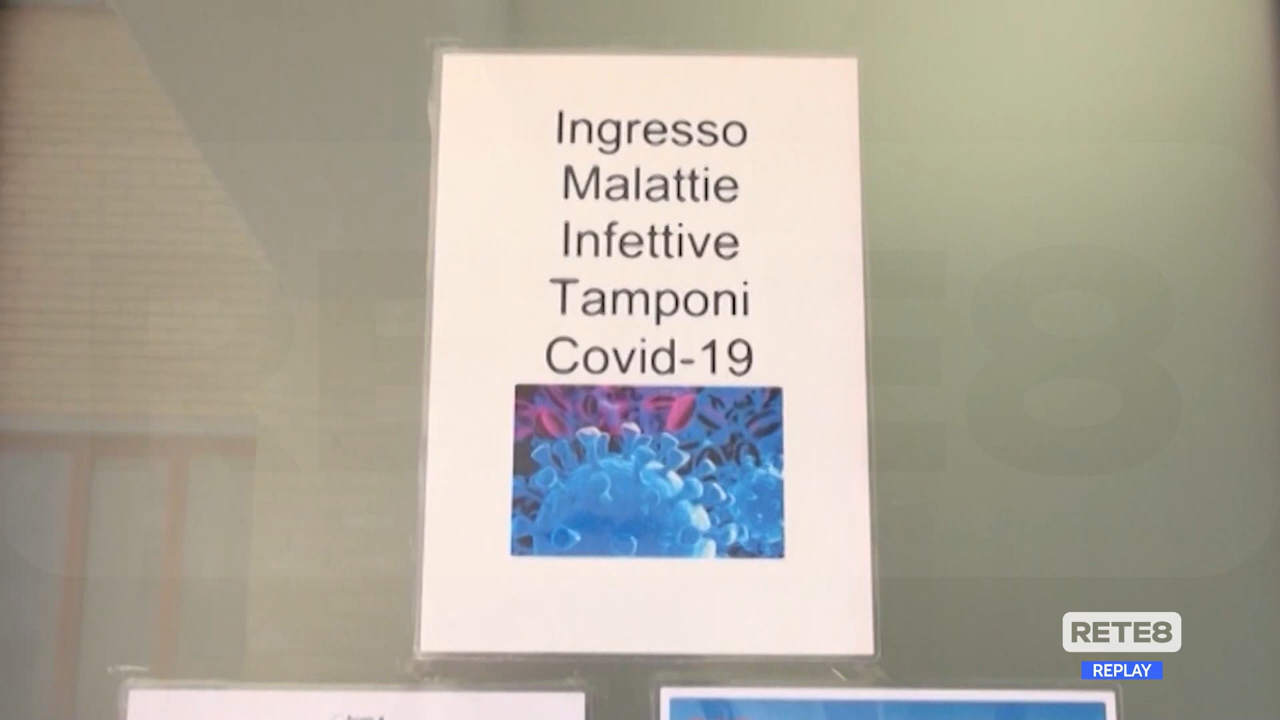 Ingresso
Malattie
Infettive
Tamponi
Covid-19
RETE8
REPLAY